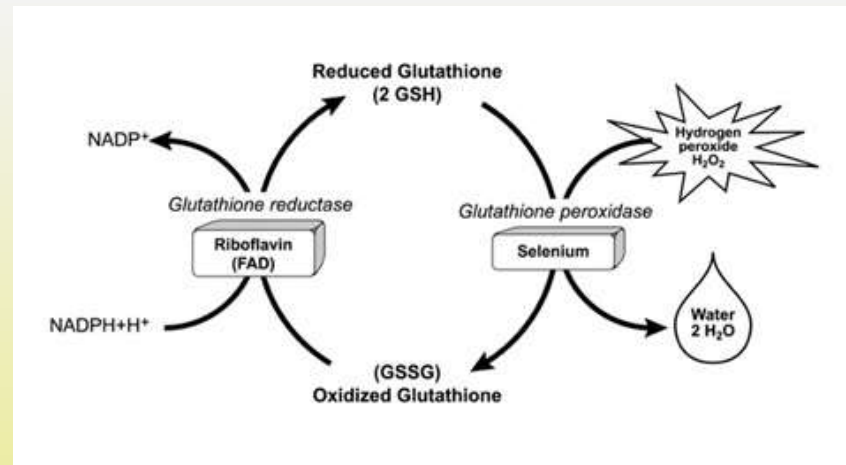 Reduced Glutathione
(2 GSH)
NADP⁺
Hydrogen
peroxide
H₂O₂
Glutathione reductase
Glutathione peroxidase
Riboflavin
(FAD)
Selenium
NADPH+H⁺
Water
2 H₂O
(GSSG)
Oxidized Glutathione